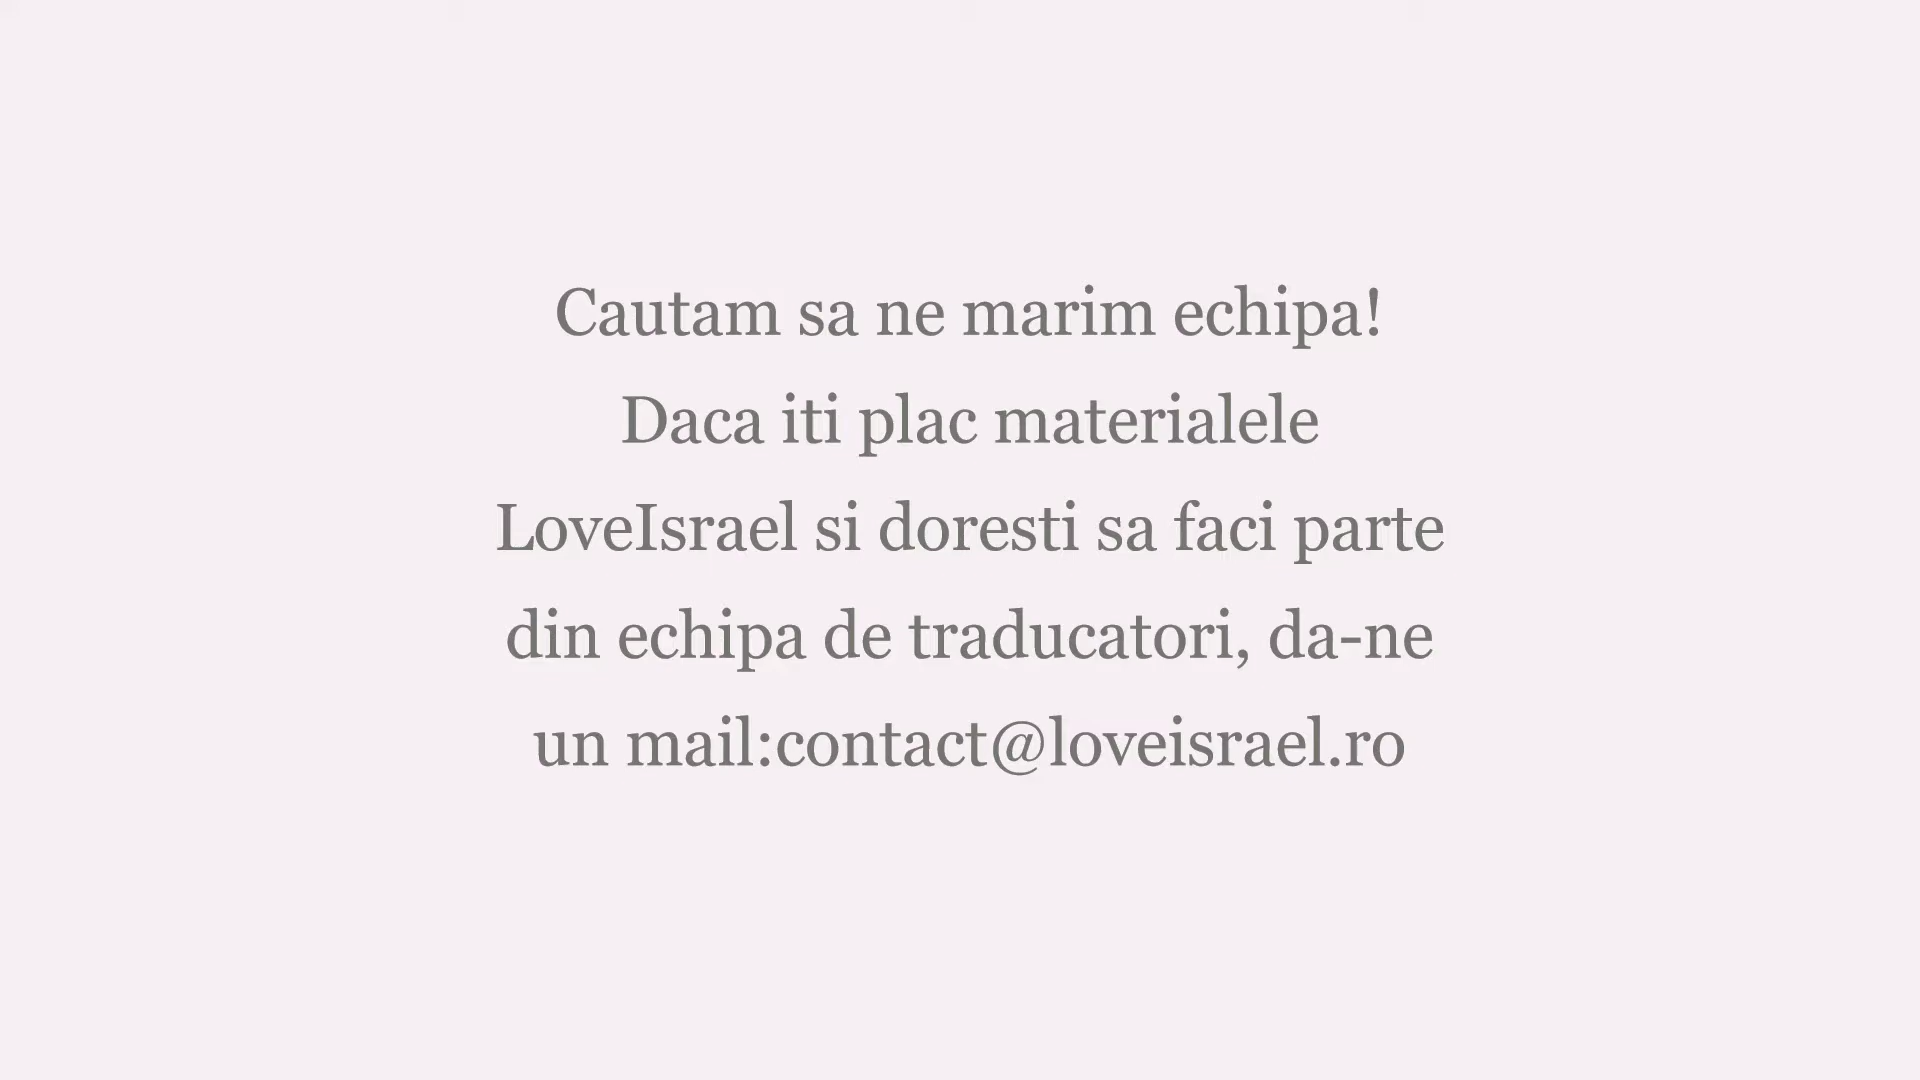 Cautam sa ne marim echipa!
Daca iti plac materialele
LoveIsrael si doresti sa faci parte
din echipa de traducatori, da-ne
un mail:contact@loveisrael.ro